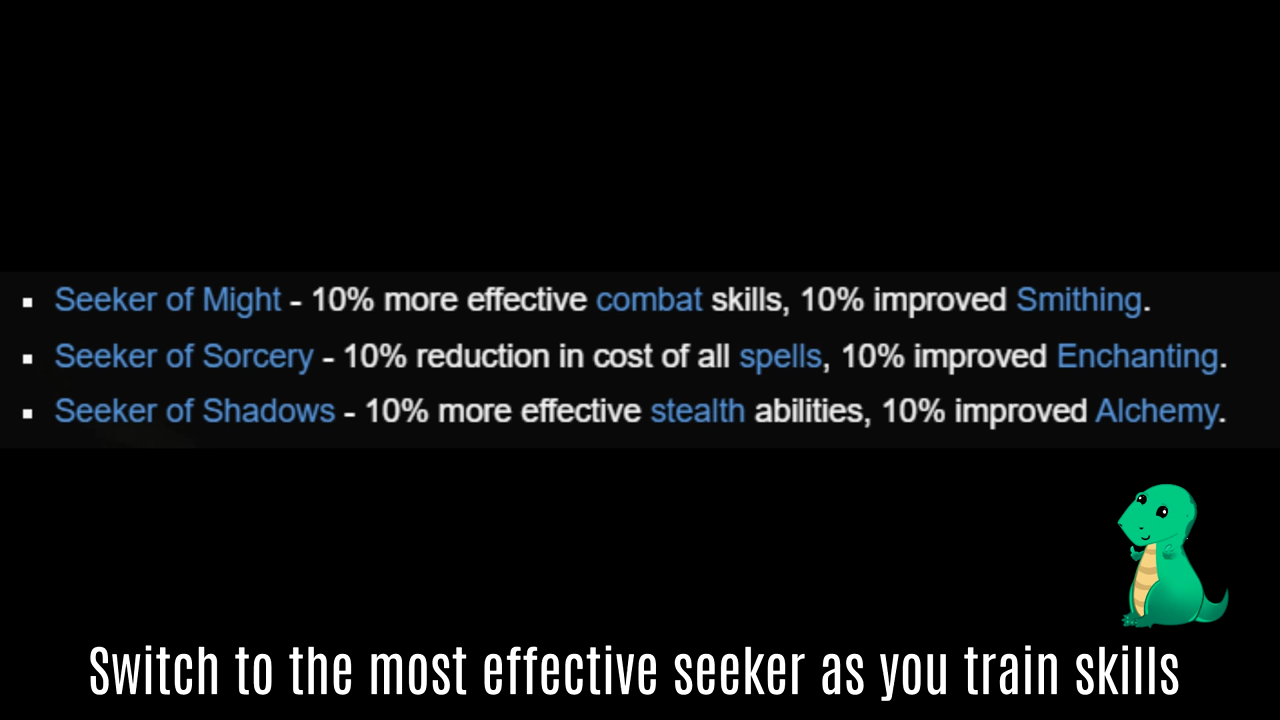 Seeker of Might - 10% more effective combat skills, 10% improved Smithing.
Seeker of Sorcery - 10% reduction in cost of all spells, 10% improved Enchanting.
Seeker of Shadows - 10% more effective stealth abilities, 10% improved Alchemy.
Switch to the most effective seeker as you train skills